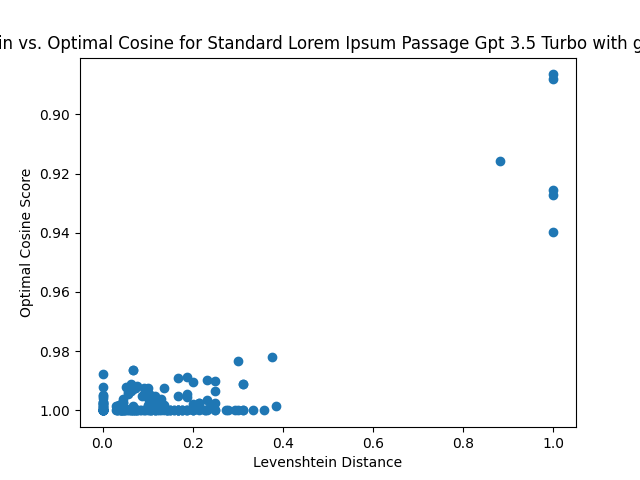 in vs. Optimal Cosine for Standard Lorem Ipsum Passage Gpt 3.5 Turbo with g
0.90
0.92
0.94
0.96
0.98
1.00
Optimal Cosine Score
0.0 0.2 0.4 0.6 0.8 1.0
Levenshtein Distance